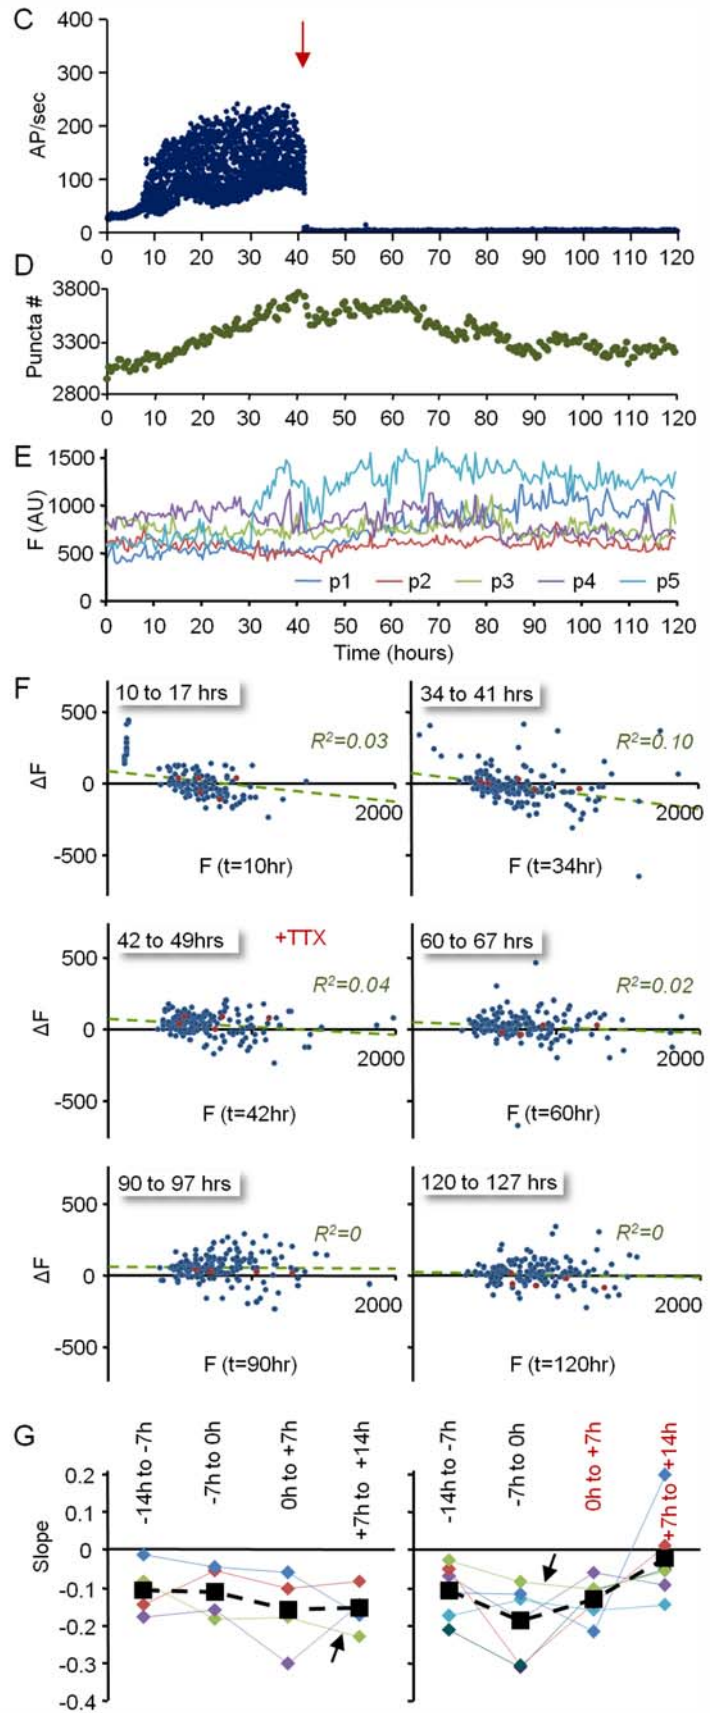 C
400
300
200
100
0
AP/sec
0 10 20 30 40 50 60 70 80 90 100 110 120
D
3800
3300
2800
Puncta #
0 10 20 30 40 50 60 70 80 90 100 110 120
E
1500
1000
500
0
F (AU)
p1 p2 p3 p4 p5
0 10 20 30 40 50 60 70 80 90 100 110 120
Time (hours)
F
10 to 17 hrs
500
0
-500
ΔF
R²=0.03
2000
F (t=10hr)
34 to 41 hrs
R²=0.10
2000
F (t=34hr)
42 to 49hrs
+TTX
500
0
-500
ΔF
R²=0.04
2000
F (t=42hr)
60 to 67 hrs
R²=0.02
2000
F (t=60hr)
90 to 97 hrs
500
0
-500
ΔF
R²=0
2000
F (t=90hr)
120 to 127 hrs
R²=0
2000
F (t=120hr)
G
-14h to -7h
-7h to 0h
0h to +7h
+7h to +14h
-14h to -7h
-7h to 0h
0h to +7h
+7h to +14h
0.2
0.1
0
-0.1
-0.2
-0.3
-0.4
Slope